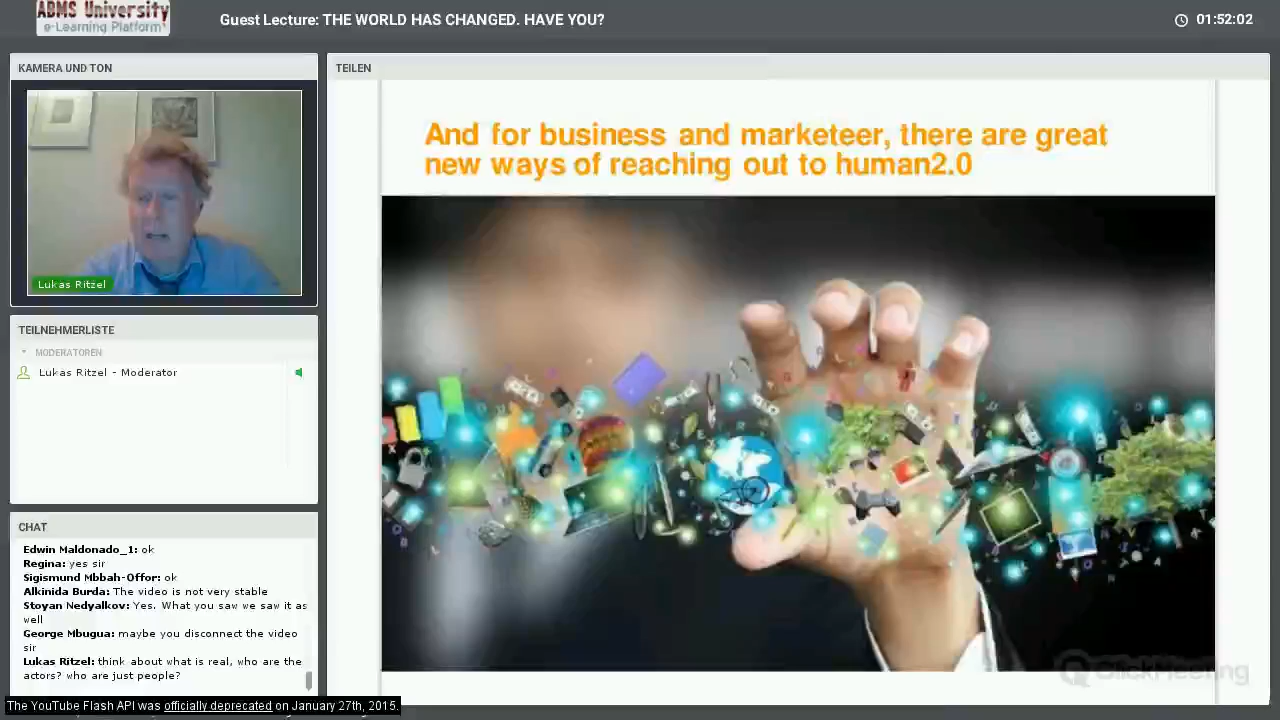 ABMS University
e-Learning Platform
Guest Lecture: THE WORLD HAS CHANGED. HAVE YOU?
01:52:02
KAMERA UND TON
Lukas Ritzel
TEILNEHMERLISTE
MODERATOREN
Lukas Ritzel - Moderator
CHAT
Edwin Maldonado_1: ok
Regina: yes sir
Sigismund Mbbah-Offor: ok
Alkinida Burda: The video is not very stable
Stoyan Nedyalkov: Yes. What you saw we saw it as
well
George Mbugua: maybe you disconnect the video
sir
Lukas Ritzel: think about what is real, who are the
actors? who are just people?
The YouTube Flash API was officially deprecated on January 27th, 2015.
TEILEN
And for business and marketeer, there are great
new ways of reaching out to human2.0
ClickMeeting